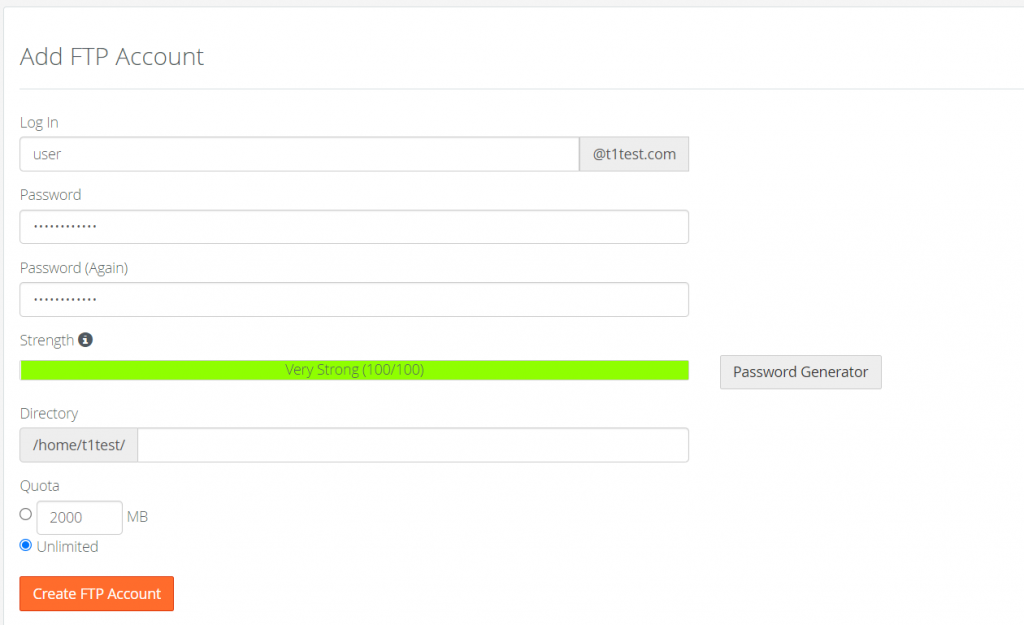 Add FTP Account
Log In
user @t1test.com
Password
••••••••••••
Password (Again)
••••••••••••
Strength
Very Strong (100/100)
Password Generator
Directory
/home/t1test/
Quota
2000 MB
Unlimited
Create FTP Account